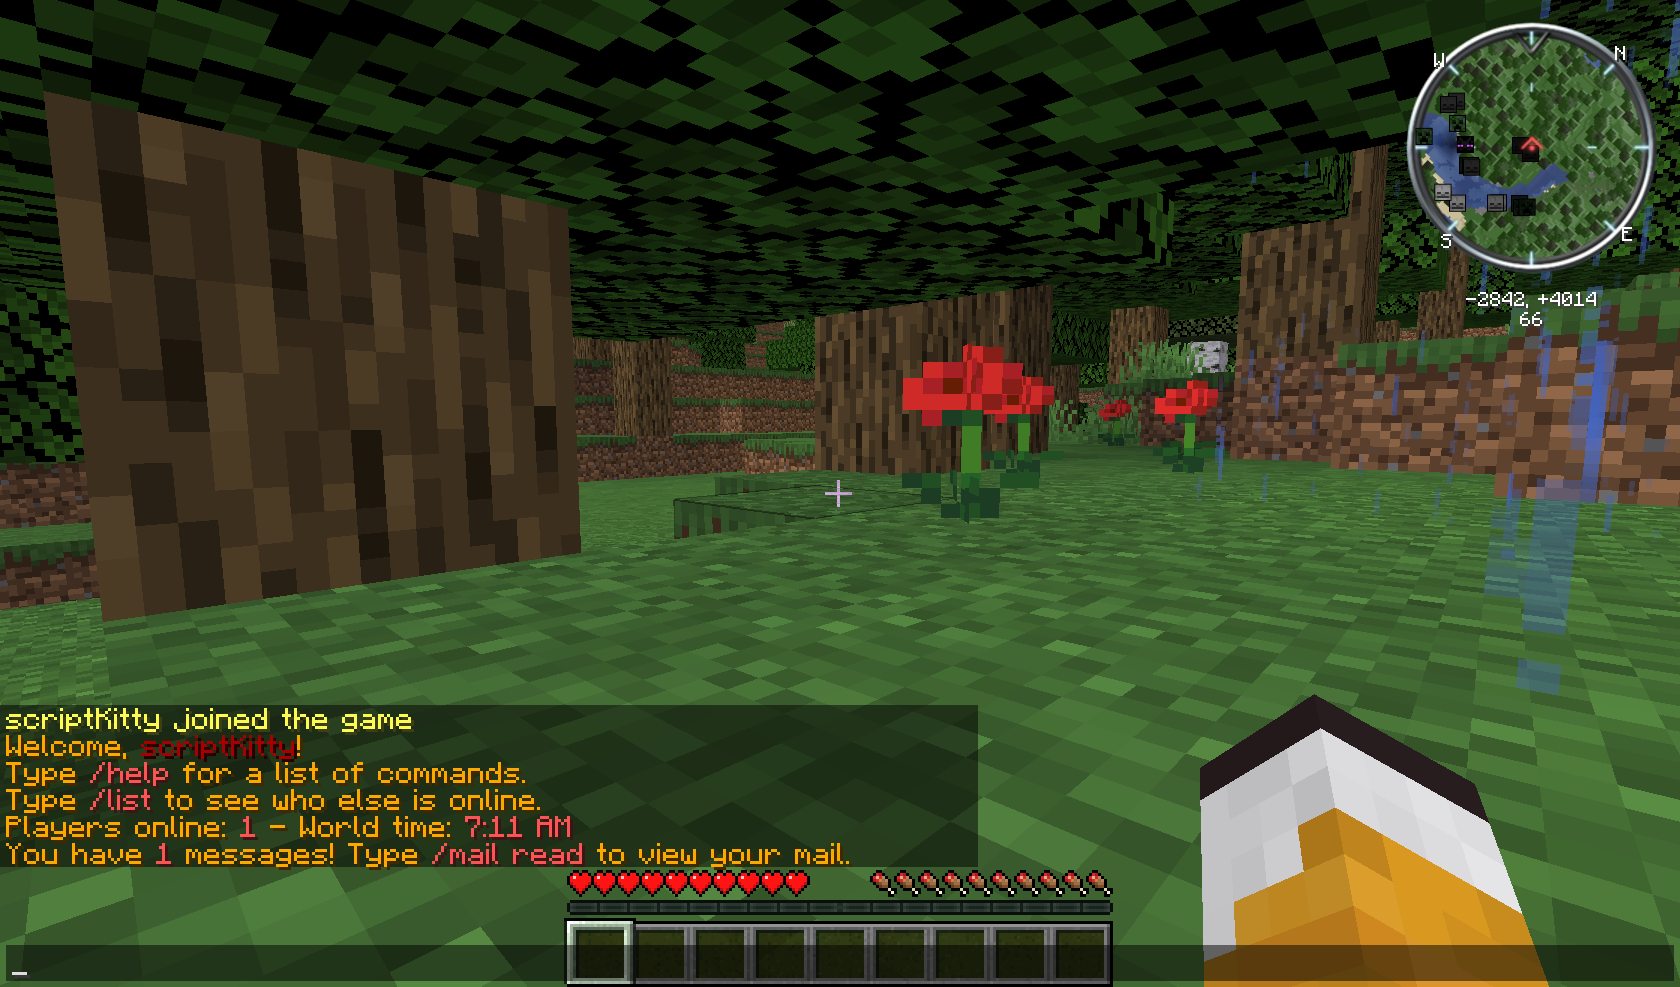 W
N
S
E
-2842, +4014
66
scriptKitty joined the game
Welcome, scriptKitty!
Type /help for a list of commands.
Type /list to see who else is online.
Players online: 1 - World time: 7:11 AM
You have 1 messages! Type /mail read to view your mail.
_